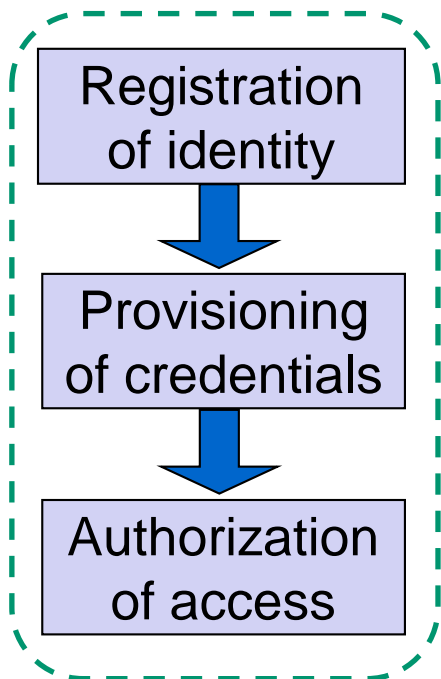 Registration
of identity
Provisioning
of credentials
Authorization
of access